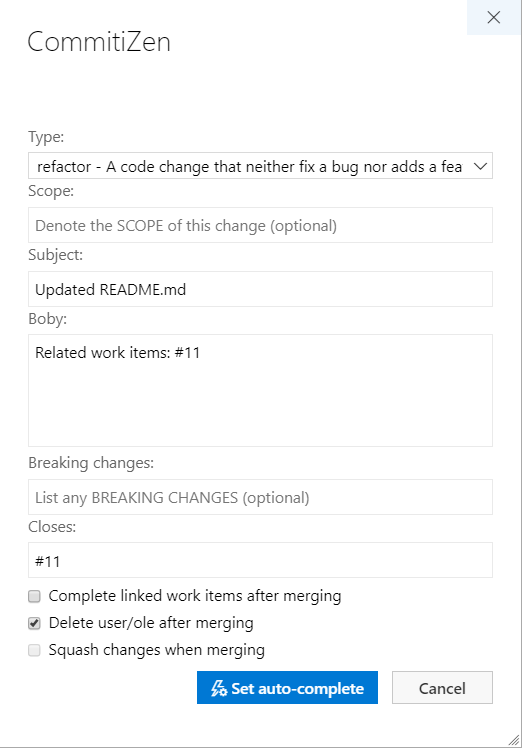 CommitiZen
Type:
refactor - A code change that neither fix a bug nor adds a fea
Scope:
Denote the SCOPE of this change (optional)
Subject:
Updated README.md
Boby:
Related work items: #11
Breaking changes:
List any BREAKING CHANGES (optional)
Closes:
#11
Complete linked work items after merging
Delete user/ole after merging
Squash changes when merging
Set auto-complete Cancel